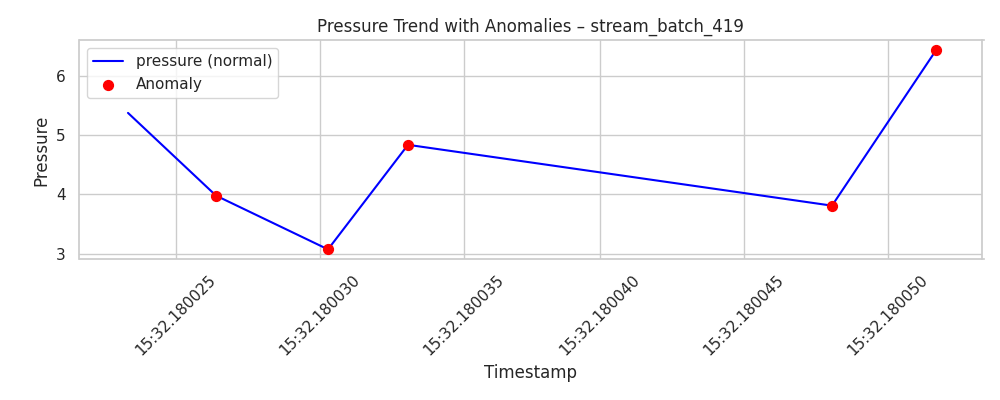 Pressure Trend with Anomalies – stream_batch_419
pressure (normal)
Anomaly
Pressure
6
5
4
3
15:32.180025
15:32.180030
15:32.180035
15:32.180040
15:32.180045
15:32.180050
Timestamp